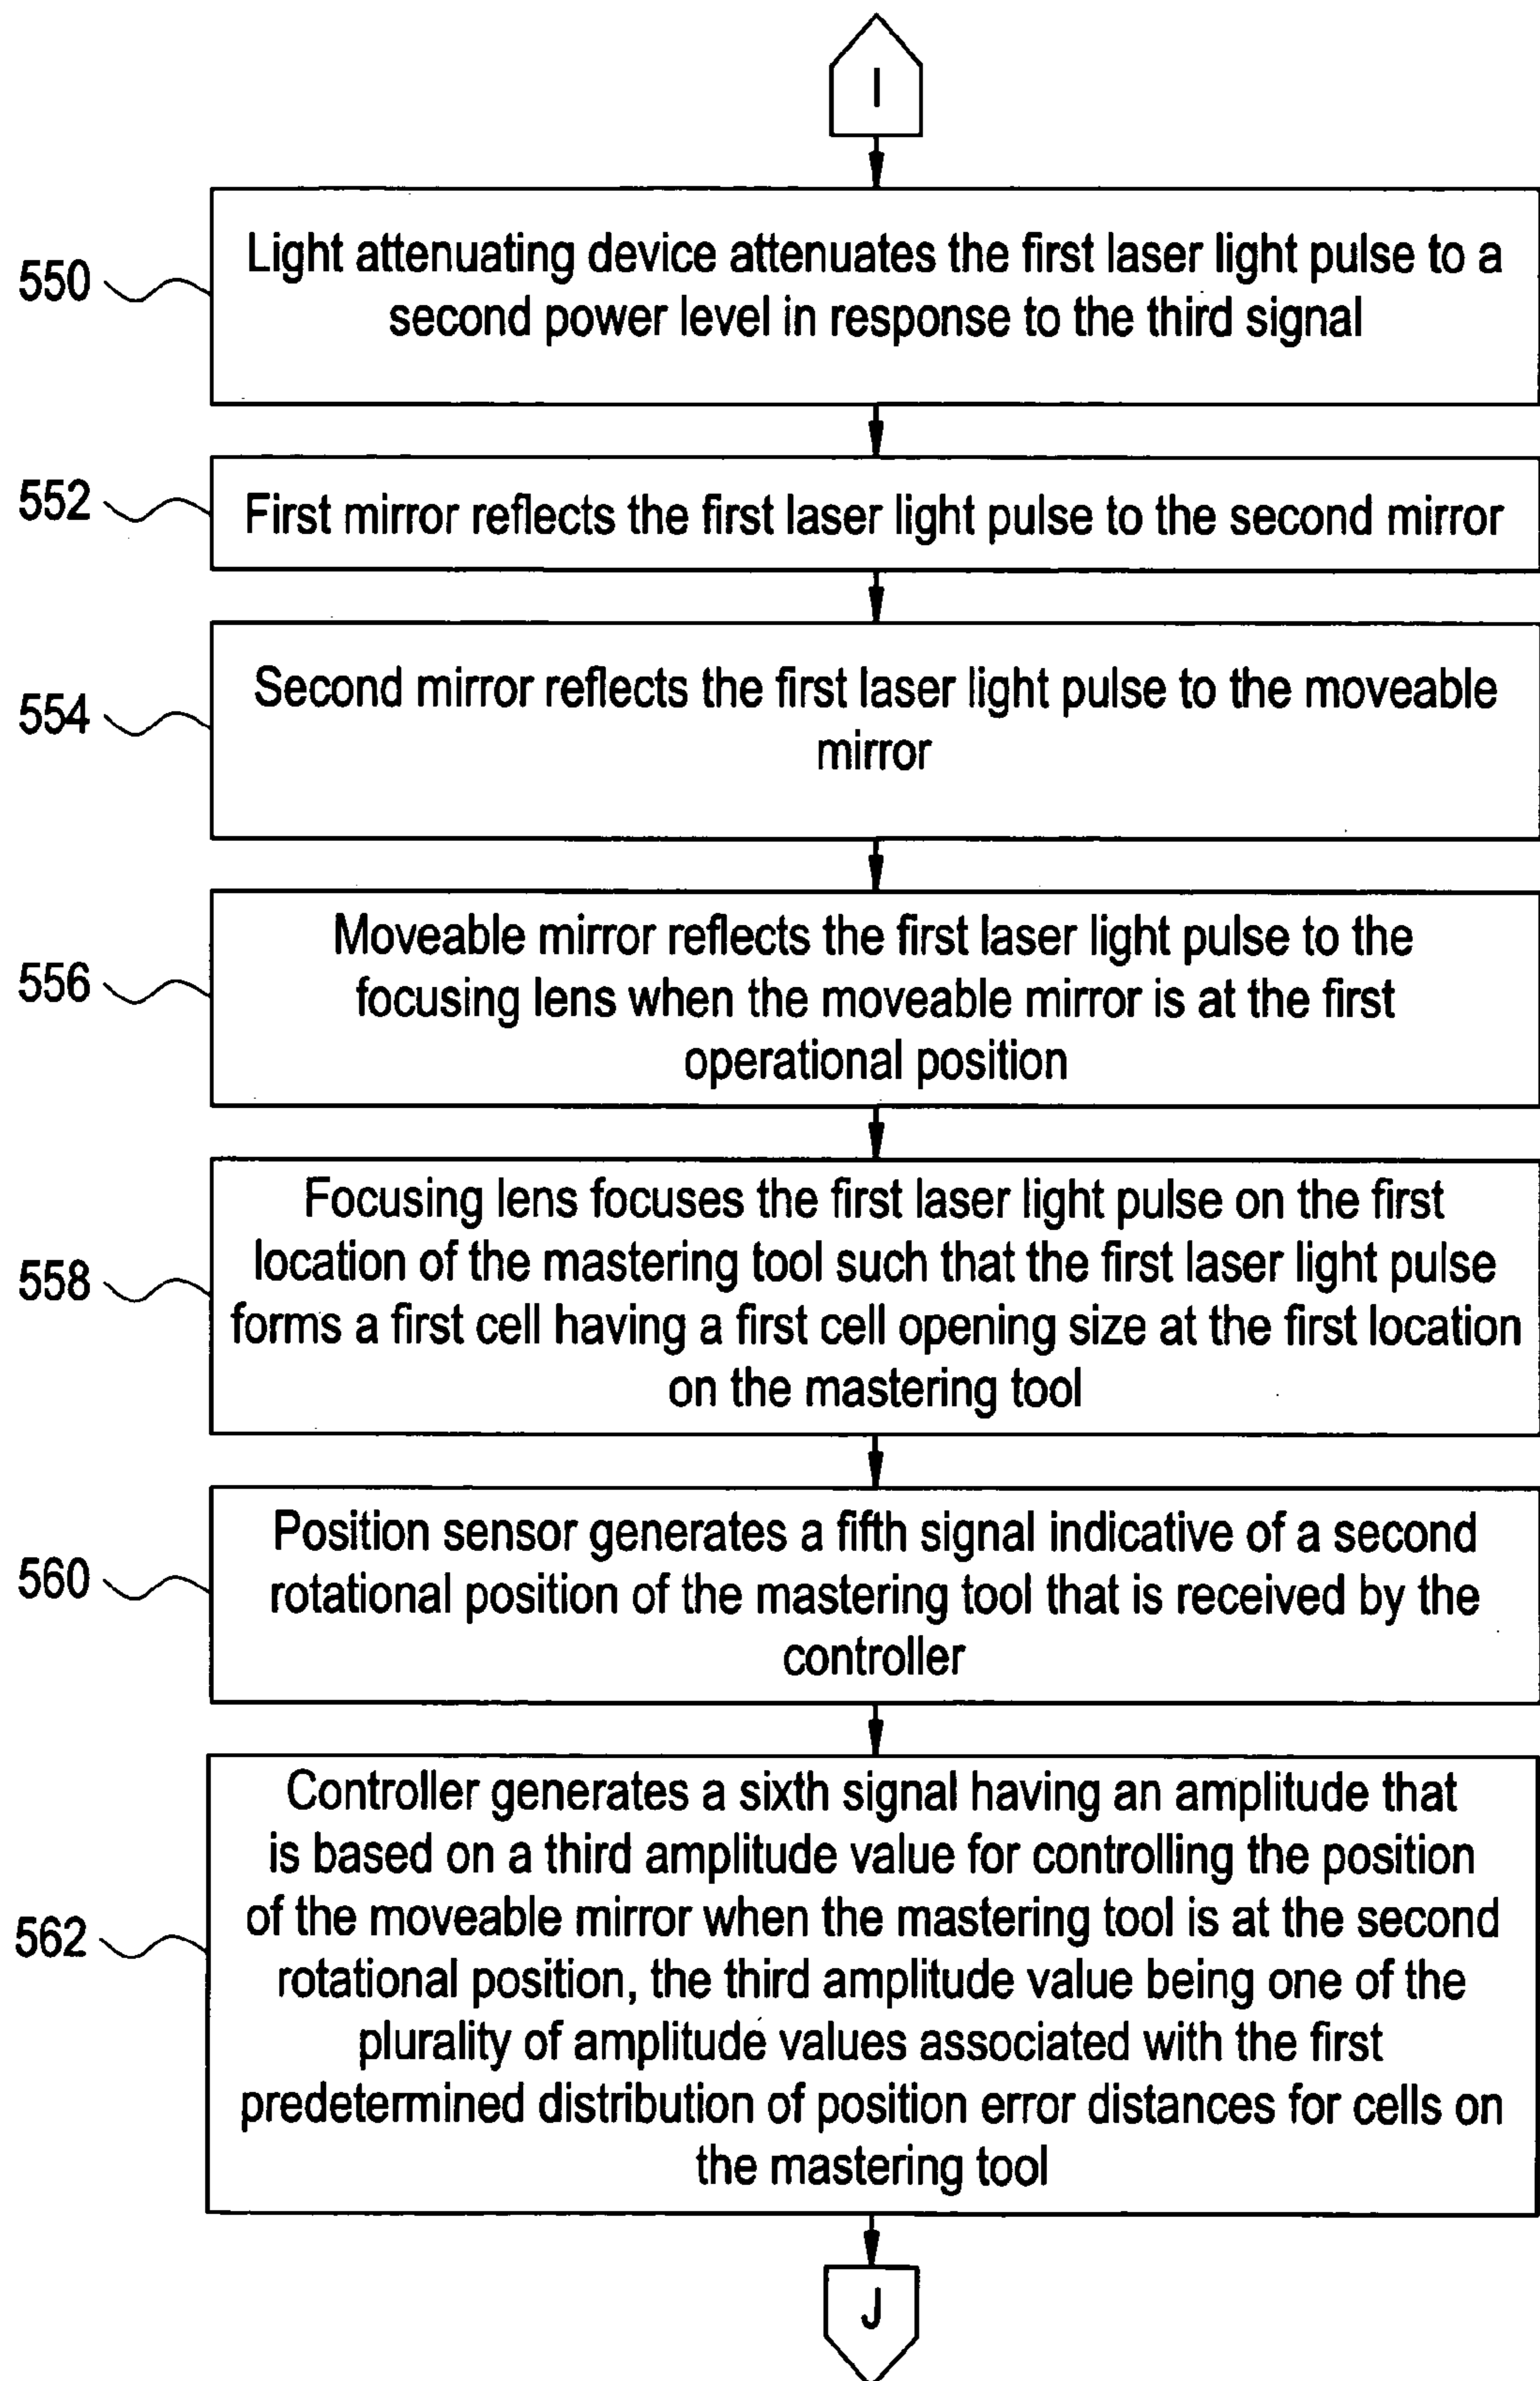 I
550
Light attenuating device attenuates the first laser light pulse to a
second power level in response to the third signal
552
First mirror reflects the first laser light pulse to the second mirror
554
Second mirror reflects the first laser light pulse to the moveable
mirror
556
Moveable mirror reflects the first laser light pulse to the
focusing lens when the moveable mirror is at the first
operational position
558
Focusing lens focuses the first laser light pulse on the first
location of the mastering tool such that the first laser light pulse
forms a first cell having a first cell opening size at the first location
on the mastering tool
560
Position sensor generates a fifth signal indicative of a second
rotational position of the mastering tool that is received by the
controller
562
Controller generates a sixth signal having an amplitude that
is based on a third amplitude value for controlling the position
of the moveable mirror when the mastering tool is at the second
rotational position, the third amplitude value being one of the
plurality of amplitude values associated with the first
predetermined distribution of position error distances for cells on
the mastering tool
J